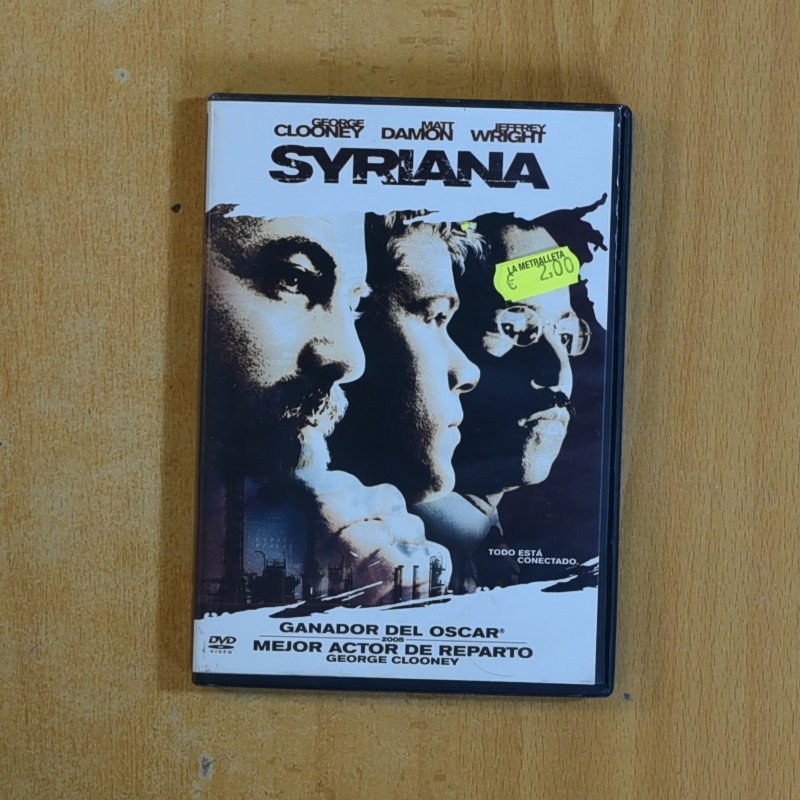 GEORGE MATT JEFFREY
CLOONEY DAMON WRIGHT
SYRIANA
LA METRALLETA
€ 2,00
TODO ESTÁ
CONECTADO.
GANADOR DEL OSCAR®
2005
MEJOR ACTOR DE REPARTO
GEORGE CLOONEY
DVD
VIDEO